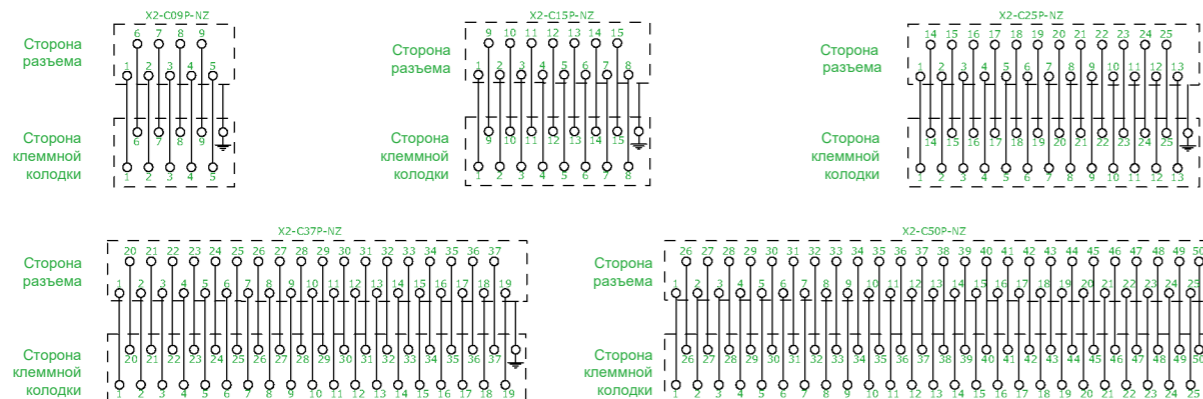 X2-C09P-NZ
6 7 8 9
Сторона
разъема
1 2 3 4 5
Сторона
клеммной
колодки
6 7 8 9
1 2 3 4 5
X2-C15P-NZ
9 10 11 12 13 14 15
Сторона
разъема
1 2 3 4 5 6 7 8
Сторона
клеммной
колодки
9 10 11 12 13 14 15
1 2 3 4 5 6 7 8
X2-C25P-NZ
14 15 16 17 18 19 20 21 22 23 24 25
Сторона
разъема
1 2 3 4 5 6 7 8 9 10 11 12 13
Сторона
клеммной
колодки
14 15 16 17 18 19 20 21 22 23 24 25
1 2 3 4 5 6 7 8 9 10 11 12 13
X2-C37P-NZ
20 21 22 23 24 25 26 27 28 29 30 31 32 33 34 35 36 37
Сторона
разъема
1 2 3 4 5 6 7 8 9 10 11 12 13 14 15 16 17 18 19
Сторона
клеммной
колодки
20 21 22 23 24 25 26 27 28 29 30 31 32 33 34 35 36 37
1 2 3 4 5 6 7 8 9 10 11 12 13 14 15 16 17 18 19
X2-C50P-NZ
26 27 28 29 30 31 32 33 34 35 36 37 38 39 40 41 42 43 44 45 46 47 48 49 50
Сторона
разъема
1 2 3 4 5 6 7 8 9 10 11 12 13 14 15 16 17 18 19 20 21 22 23 24 25
Сторона
клеммной
колодки
26 27 28 29 30 31 32 33 34 35 36 37 38 39 40 41 42 43 44 45 46 47 48 49 50
1 2 3 4 5 6 7 8 9 10 11 12 13 14 15 16 17 18 19 20 21 22 23 24 25